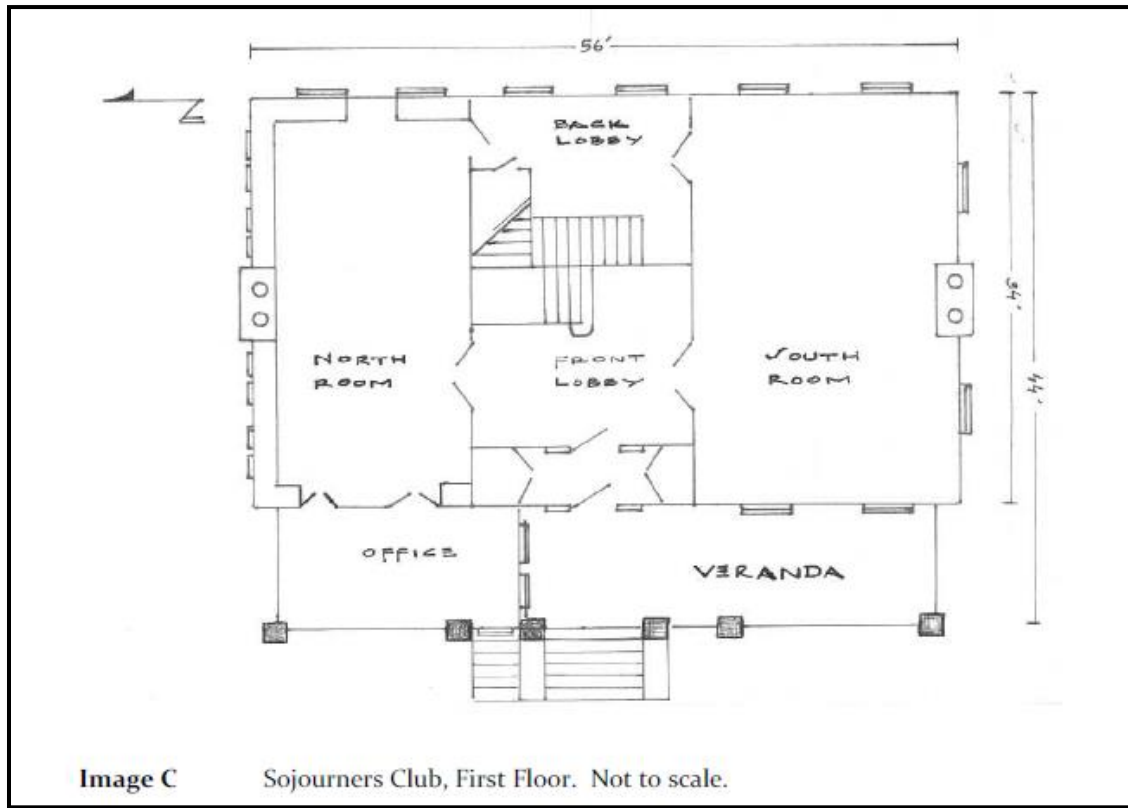 56'
N
BACK
LOBBY
34'
44'
NORTH
ROOM
FRONT
LOBBY
SOUTH
ROOM
OFFICE
VERANDA
Image C Sojourners Club, First Floor. Not to scale.